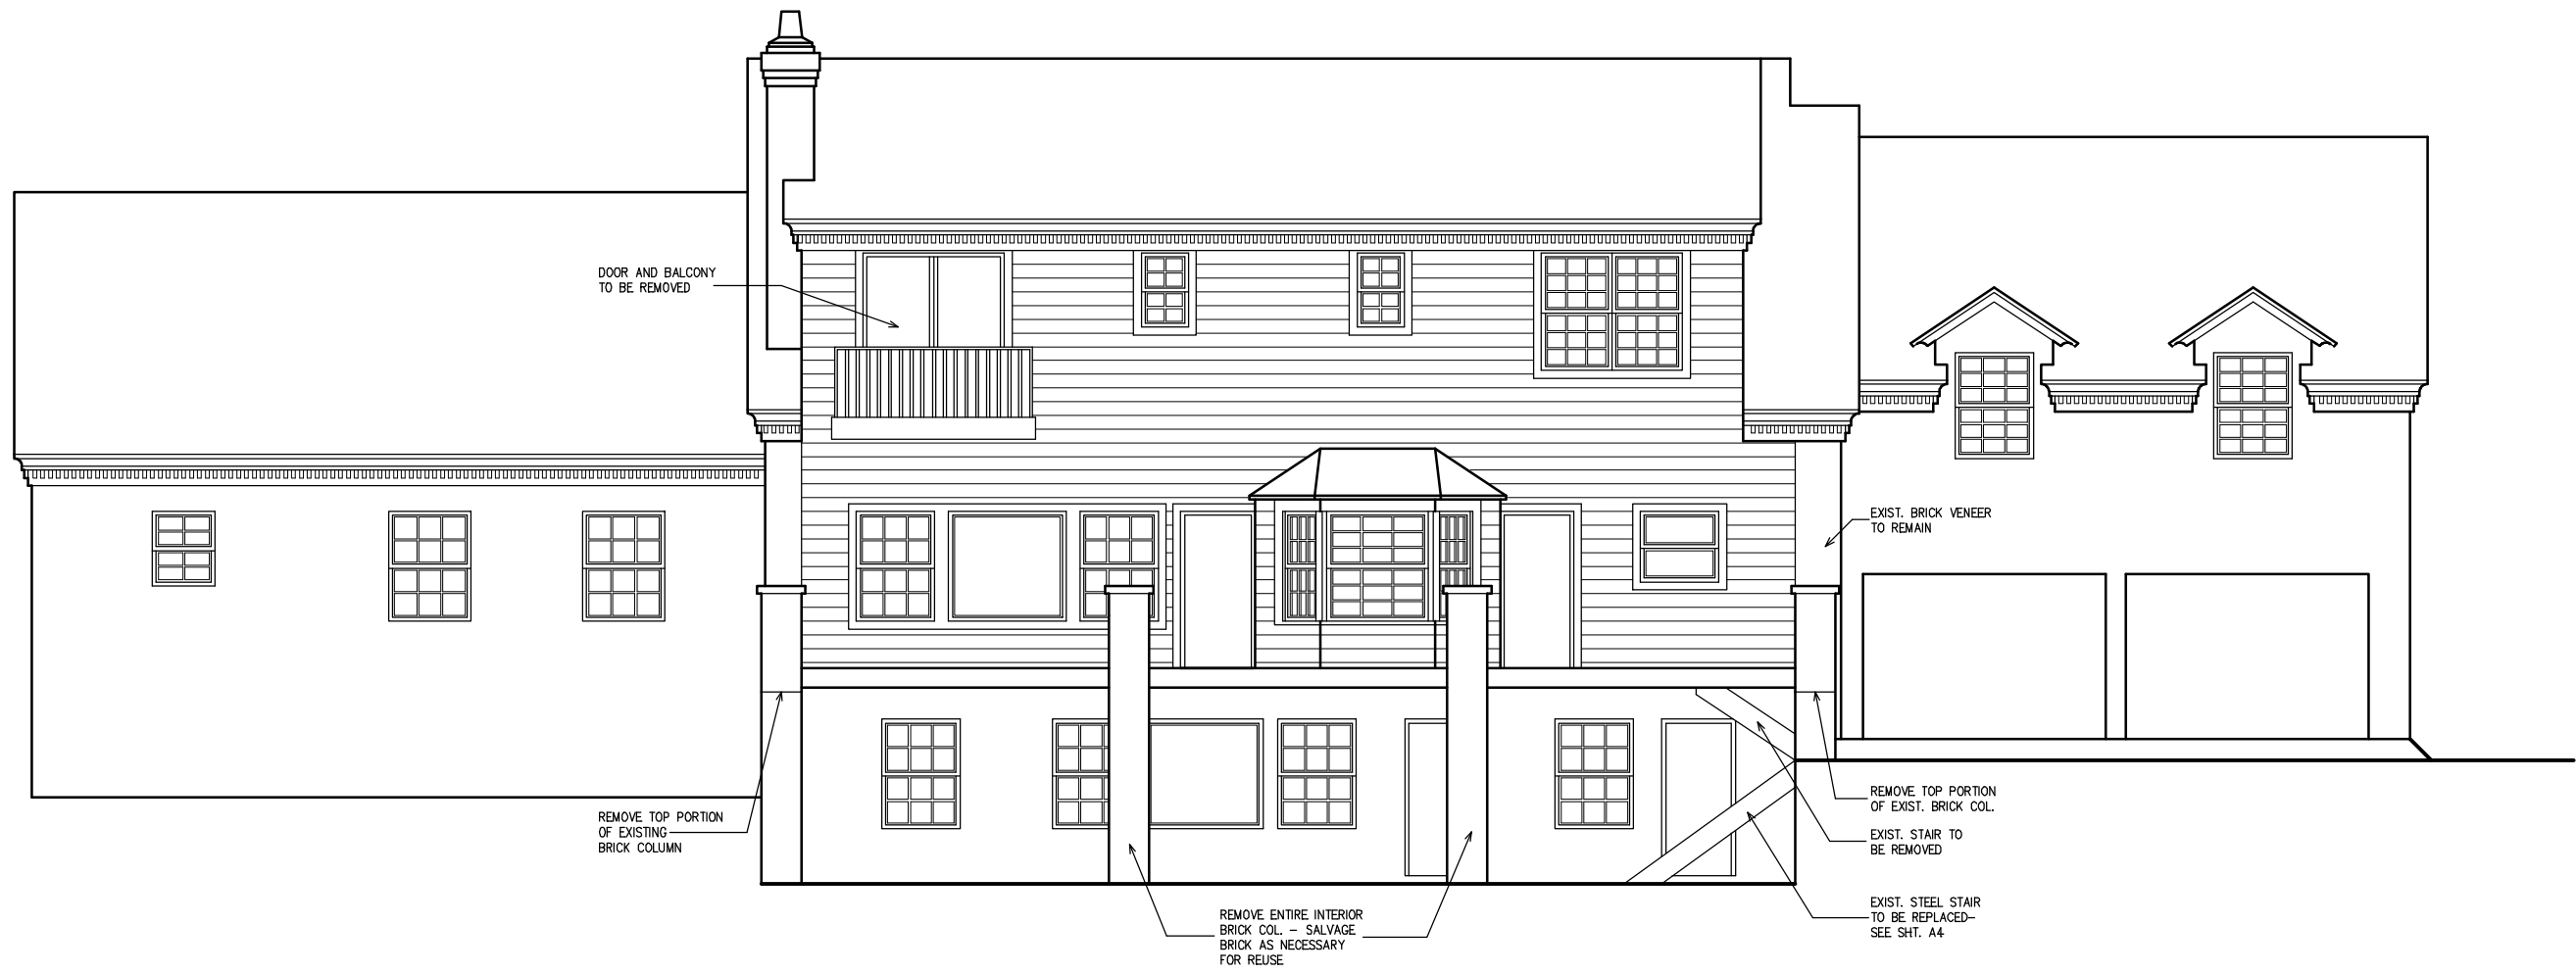 DOOR AND BALCONY
TO BE REMOVED
EXIST. BRICK VENEER
TO REMAIN
REMOVE TOP PORTION
OF EXISTING
BRICK COLUMN
REMOVE TOP PORTION
OF EXIST. BRICK COL.
EXIST. STAIR TO
BE REMOVED
EXIST. STEEL STAIR
TO BE REPLACED-
SEE SHT. A4
REMOVE ENTIRE INTERIOR
BRICK COL. - SALVAGE
BRICK AS NECESSARY
FOR REUSE